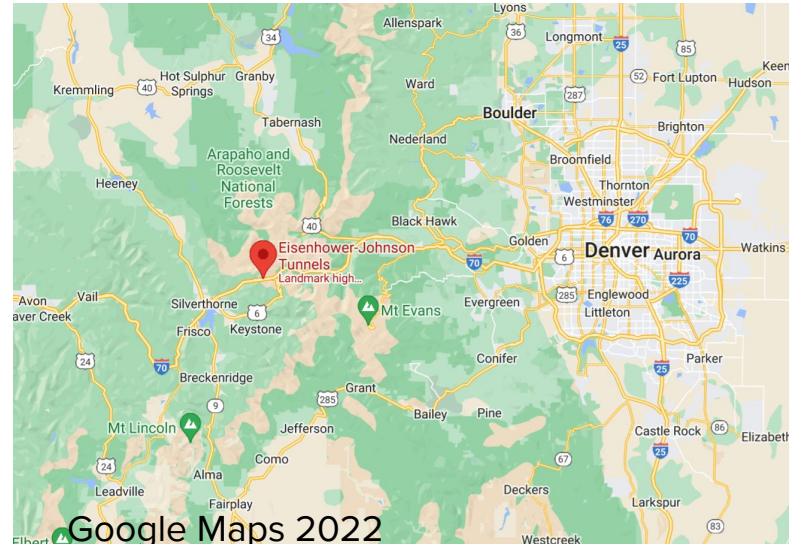 Lyons
Allenspark
36
Longmont
25
85
34
Keen
52
Fort Lupton
Hudson
Hot Sulphur
Springs
Granby
Kremmling
40
Ward
287
Boulder
Tabernash
Brighton
Nederland
Arapaho and
Roosevelt
National
Forests
Broomfield
Heeney
Thornton
Westminster
76
270
40
Black Hawk
70
Golden
Eisenhower-Johnson
Tunnels
Landmark high...
70
6
Denver
Aurora
Watkins
225
Avon
Vail
aver Creek
Silverthorne
6
Evergreen
285
Englewood
Littleton
Mt Evans
Frisco
Keystone
24
70
Conifer
Parker
25
Breckenridge
Grant
285
9
Bailey
Pine
Mt Lincoln
Jefferson
Castle Rock
86
Elizabeth
25
Como
67
24
Alma
Leadville
Deckers
Larkspur
Fairplay
83
Elbert
Google Maps 2022
Westcreek